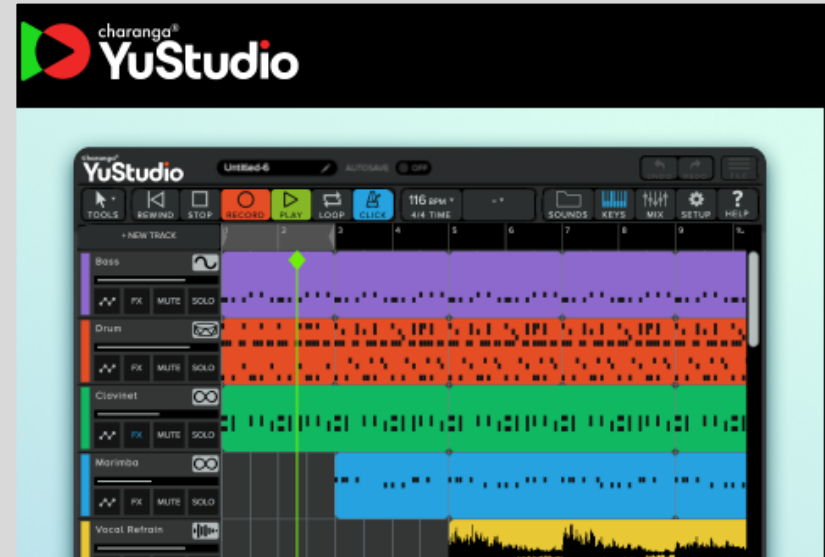 charanga®
YuStudio
charanga®
YuStudio
Untitled-6
AUTOSAVE
OFF
UNDO
REDO
TOOLS
REWIND
STOP
RECORD
PLAY
LOOP
CLICK
116 BPM
4/4 TIME
SOUNDS
KEYS
MIX
SETUP
?
HELP
+ NEW TRACK
1 2 3 4 5 6 7 8 9
Bass
FX MUTE SOLO
Drum
FX MUTE SOLO
Clavinet
FX MUTE SOLO
Marimba
FX MUTE SOLO
Vocal Refrain